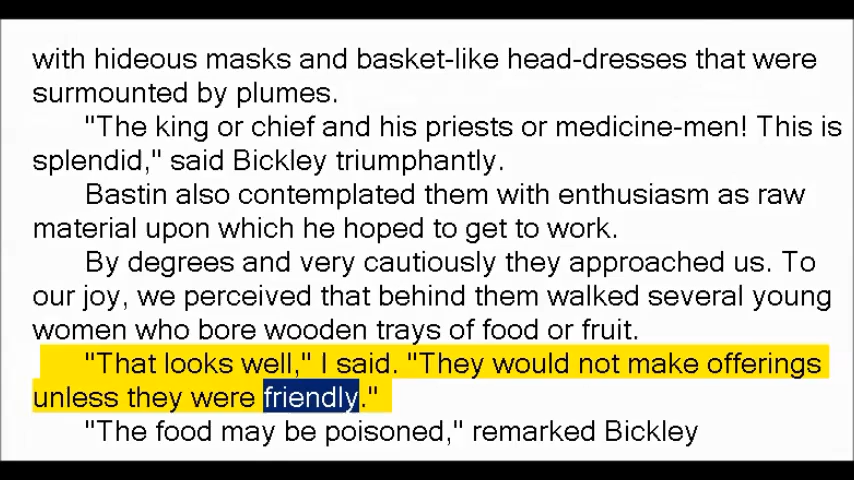 with hideous masks and basket-like head-dresses that were
surmounted by plumes.
"The king or chief and his priests or medicine-men! This is
splendid," said Bickley triumphantly.
Bastin also contemplated them with enthusiasm as raw
material upon which he hoped to get to work.
By degrees and very cautiously they approached us. To
our joy, we perceived that behind them walked several young
women who bore wooden trays of food or fruit.
"That looks well," I said. "They would not make offerings
unless they were friendly."
"The food may be poisoned," remarked Bickley